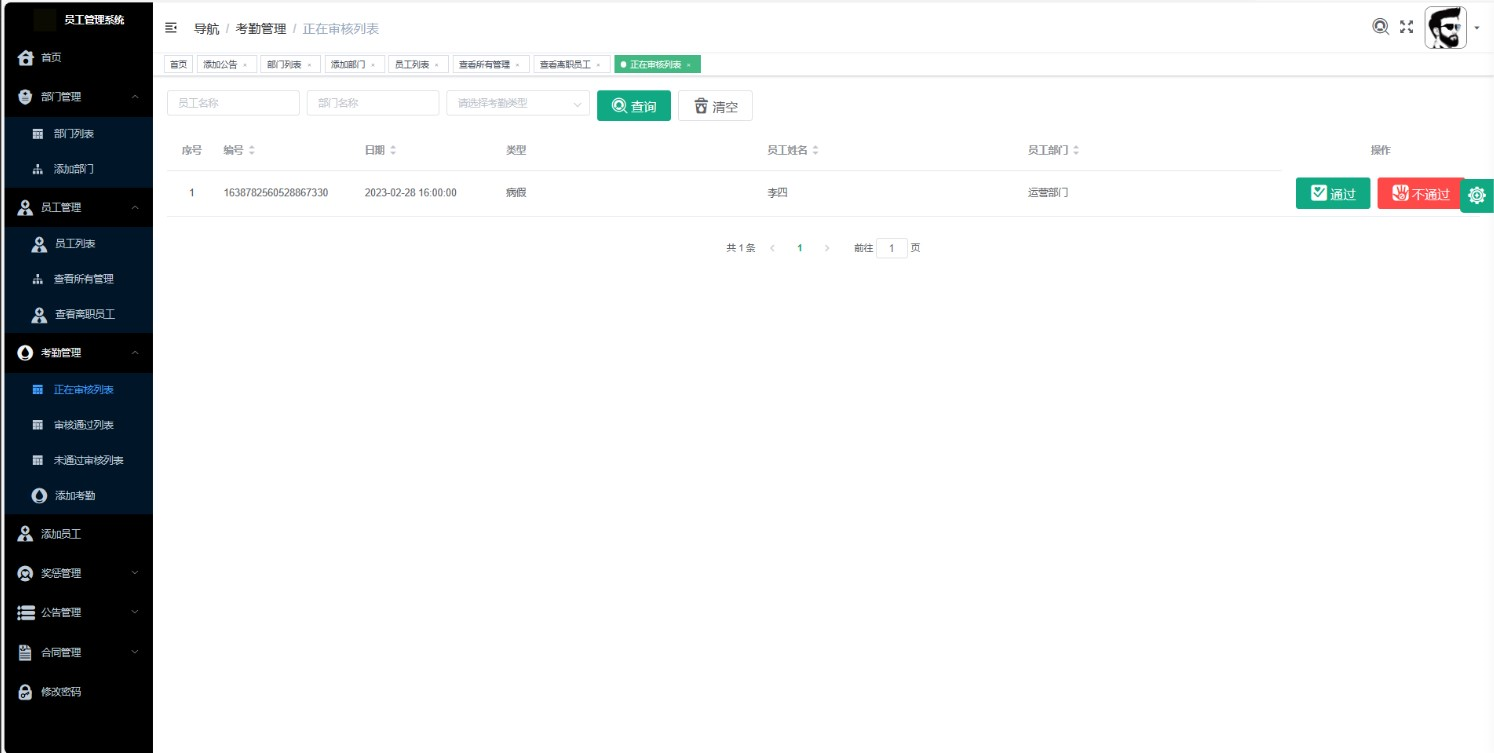 员工管理系统
首页
部门管理
部门列表
添加部门
员工管理
员工列表
查看所有管理
查看离职员工
考勤管理
正在审核列表
审核通过列表
未通过审核列表
添加考勤
添加员工
奖惩管理
公告管理
合同管理
修改密码
导航 / 考勤管理 / 正在审核列表
首页 添加公告 × 部门列表 × 添加部门 × 员工列表 × 查看所有管理 × 查看离职员工 × 正在审核列表 ×
员工名称 部门名称 请选择考勤类型 查询 清空
序号 编号 日期 类型 员工姓名 员工部门 操作
1 1638782560528867330 2023-02-28 16:00:00 病假 李四 运营部门 通过 不通过
共 1 条 < 1 > 前往 1 页